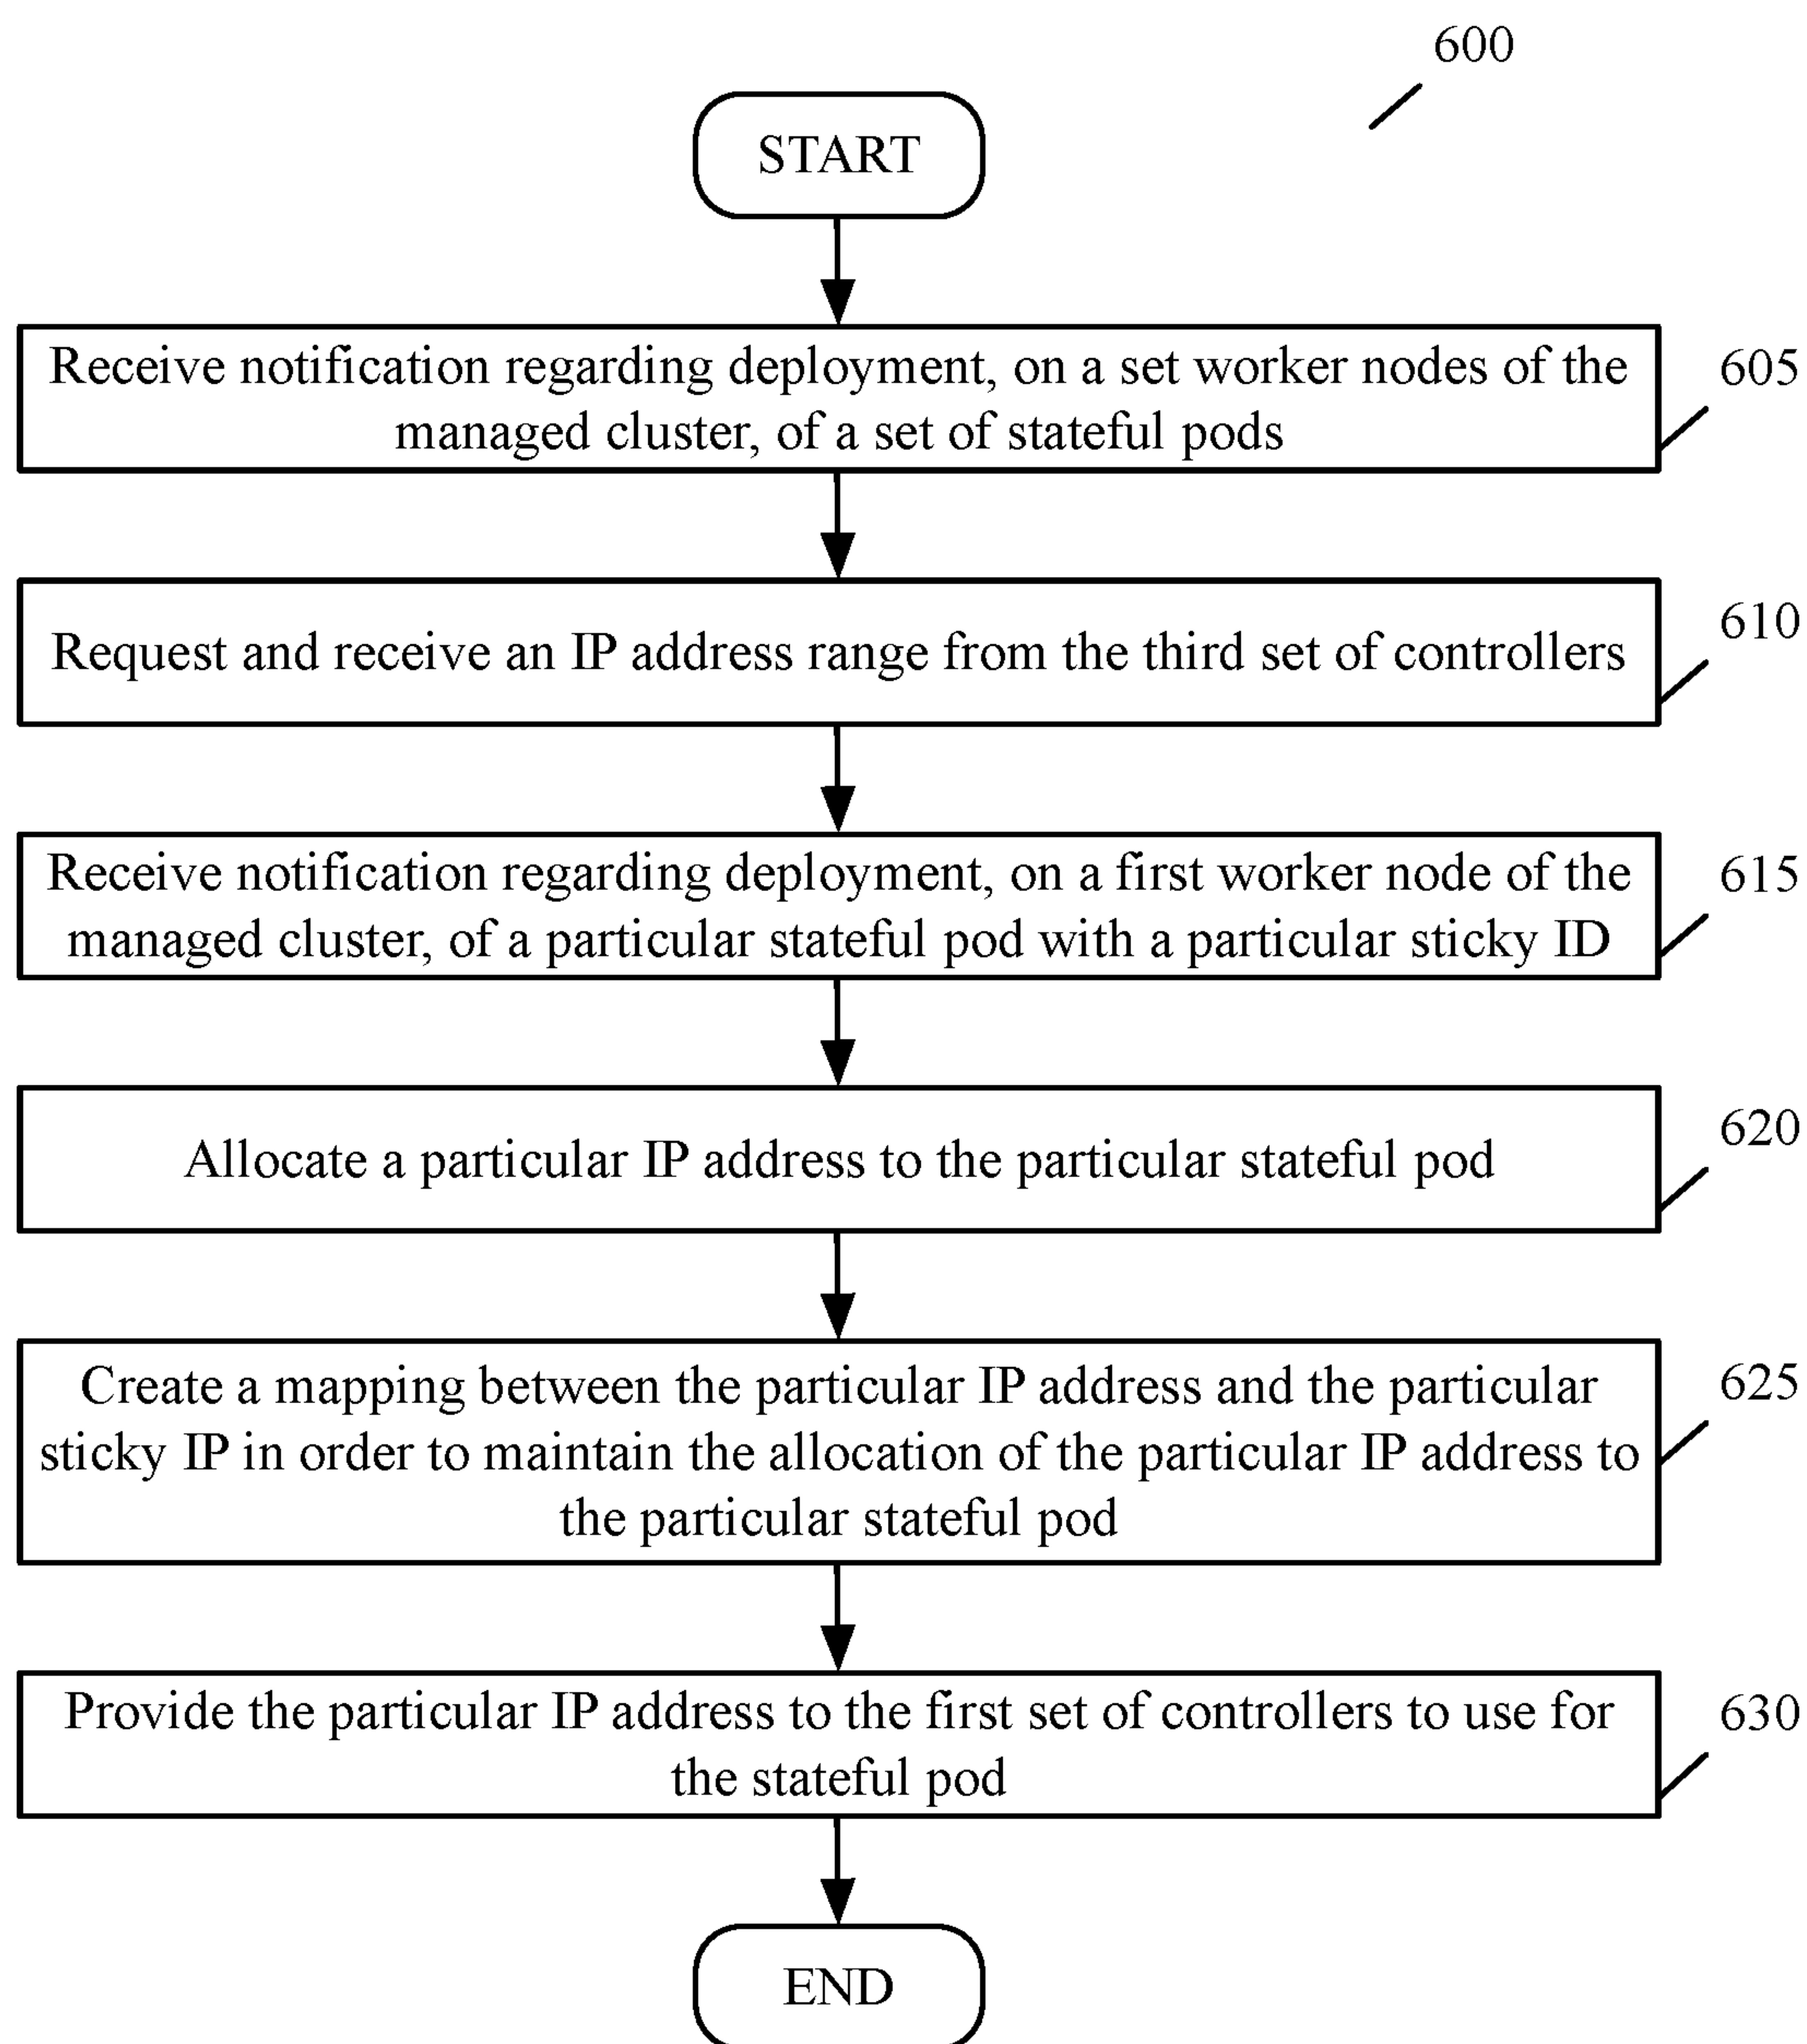 600
START
Receive notification regarding deployment, on a set worker nodes of the
managed cluster, of a set of stateful pods
605
Request and receive an IP address range from the third set of controllers
610
Receive notification regarding deployment, on a first worker node of the
managed cluster, of a particular stateful pod with a particular sticky ID
615
Allocate a particular IP address to the particular stateful pod
620
Create a mapping between the particular IP address and the particular
sticky IP in order to maintain the allocation of the particular IP address to
the particular stateful pod
625
Provide the particular IP address to the first set of controllers to use for
the stateful pod
630
END